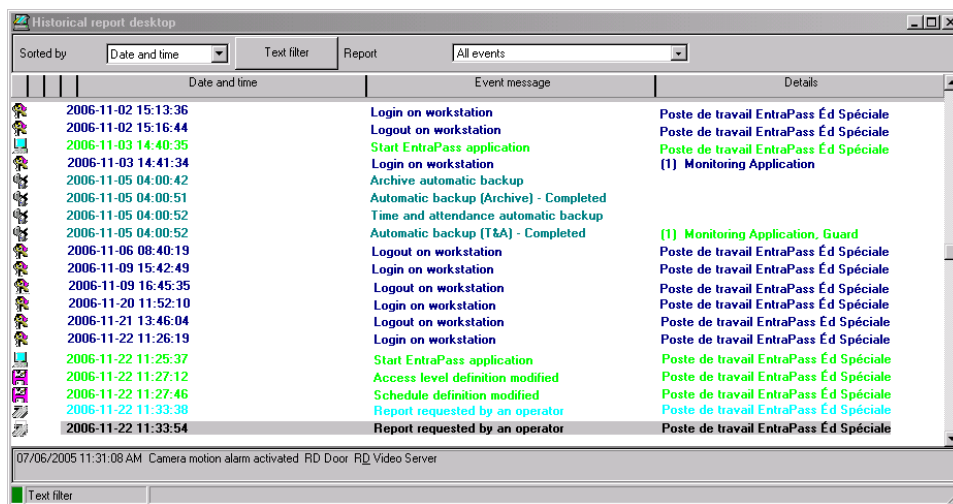 Historical report desktop
Sorted by Date and time Text filter Report All events
Date and time Event message Details
2006-11-02 15:13:36 Login on workstation Poste de travail EntraPass Éd Spéciale
2006-11-02 15:16:44 Logout on workstation Poste de travail EntraPass Éd Spéciale
2006-11-03 14:40:35 Start EntraPass application Poste de travail EntraPass Éd Spéciale
2006-11-03 14:41:34 Login on workstation (1) Monitoring Application
2006-11-05 04:00:42 Archive automatic backup
2006-11-05 04:00:51 Automatic backup (Archive) - Completed
2006-11-05 04:00:52 Time and attendance automatic backup
2006-11-05 04:00:52 Automatic backup (T&A) - Completed (1) Monitoring Application, Guard
2006-11-06 08:40:19 Logout on workstation Poste de travail EntraPass Éd Spéciale
2006-11-09 15:42:49 Login on workstation Poste de travail EntraPass Éd Spéciale
2006-11-09 16:45:35 Logout on workstation Poste de travail EntraPass Éd Spéciale
2006-11-20 11:52:10 Login on workstation Poste de travail EntraPass Éd Spéciale
2006-11-21 13:46:04 Logout on workstation Poste de travail EntraPass Éd Spéciale
2006-11-22 11:26:19 Login on workstation Poste de travail EntraPass Éd Spéciale
2006-11-22 11:25:37 Start EntraPass application Poste de travail EntraPass Éd Spéciale
2006-11-22 11:27:12 Access level definition modified Poste de travail EntraPass Éd Spéciale
2006-11-22 11:27:46 Schedule definition modified Poste de travail EntraPass Éd Spéciale
2006-11-22 11:33:38 Report requested by an operator Poste de travail EntraPass Éd Spéciale
2006-11-22 11:33:54 Report requested by an operator Poste de travail EntraPass Éd Spéciale
07/06/2005 11:31:08 AM Camera motion alarm activated RD Door RD Video Server
Text filter